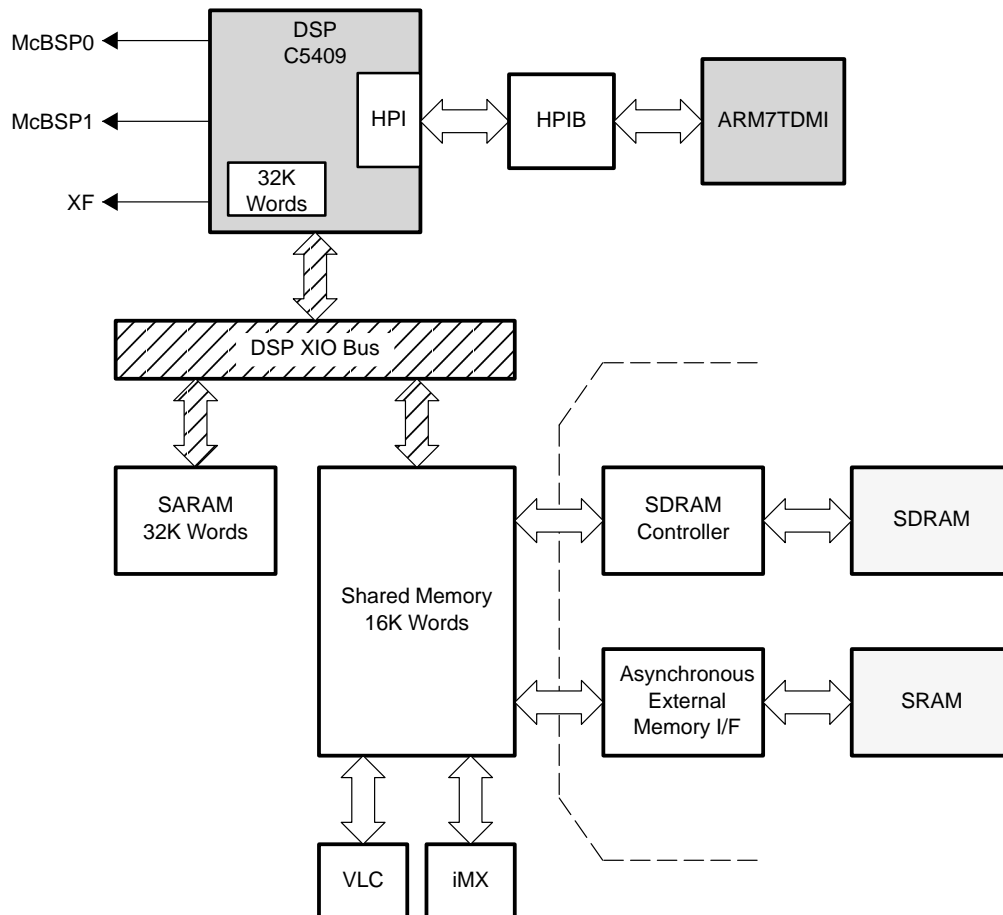 McBSP0
DSP
C5409
McBSP1
HPI
HPIB
ARM7TDMI
XF
32K
Words
DSP XIO Bus
SARAM
32K Words
SDRAM
Controller
SDRAM
Shared Memory
16K Words
Asynchronous
External
Memory I/F
SRAM
VLC
iMX